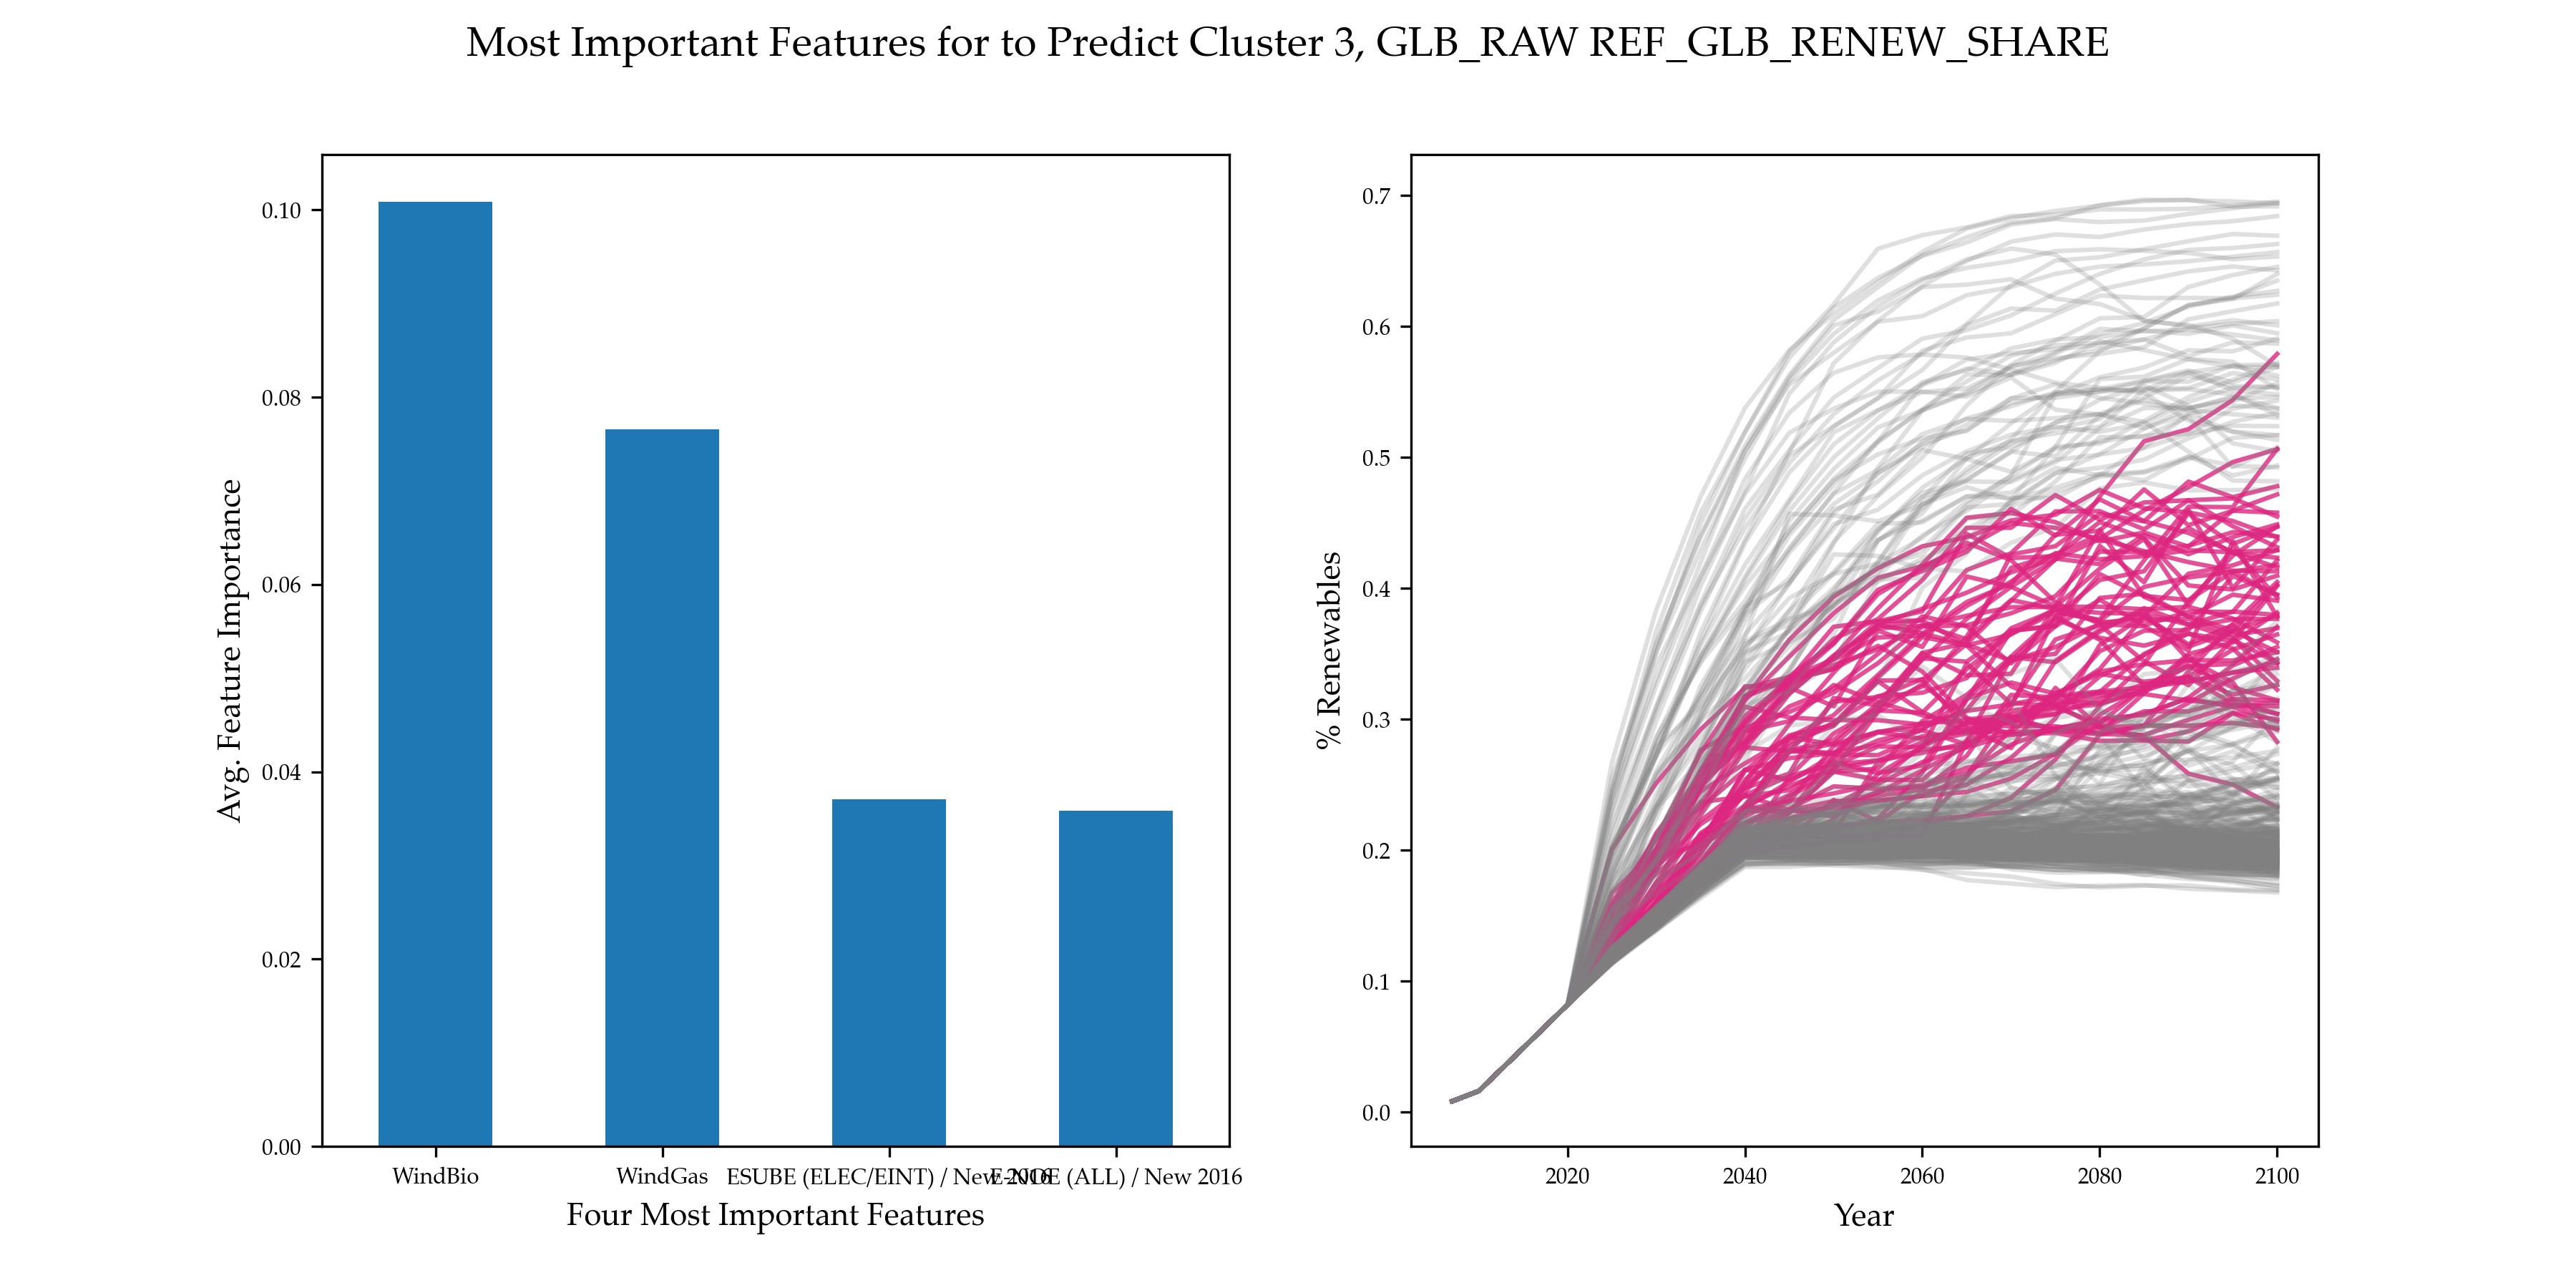 Most Important Features for to Predict Cluster 3, GLB_RAW REF_GLB_RENEW_SHARE
Avg. Feature Importance
0.10
0.08
0.06
0.04
0.02
0.00
WindBio
WindGas
ESUBE (ELEC/EINT) / New 2016
(ALL) / New 2016
Four Most Important Features
% Renewables
0.7
0.6
0.5
0.4
0.3
0.2
0.1
0.0
2020
2040
2060
2080
2100
Year